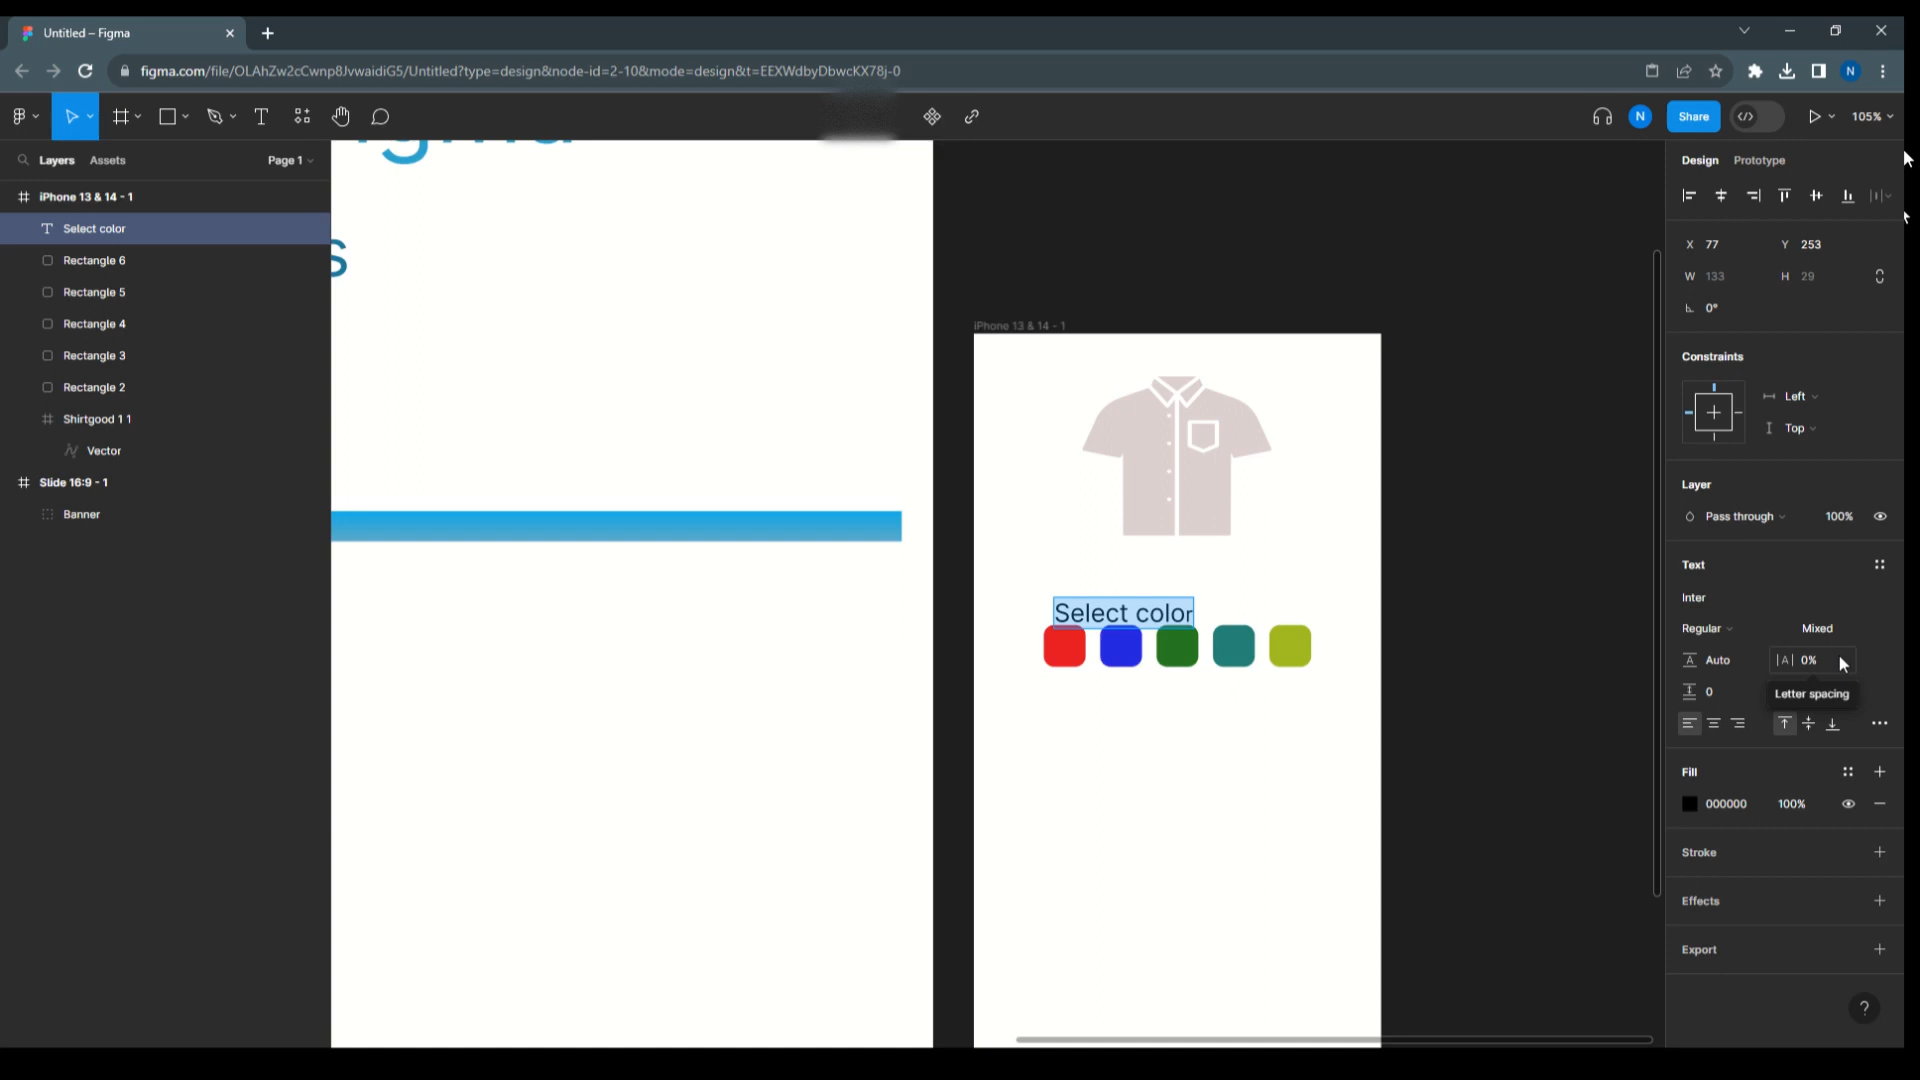 Untitled – Figma
figma.com/file/OLAhZw2cCwnp8JvwaidiG5/Untitled?type=design&node-id=2-10&mode=design&t=EEXWdbyDbwcKX78j-0
N
N
Share
105%
Layers
Assets
Page 1
iPhone 13 & 14 - 1
Select color
Rectangle 6
Rectangle 5
Rectangle 4
Rectangle 3
Rectangle 2
Shirtgood 1 1
Vector
Slide 16:9 - 1
Banner
s
iPhone 13 & 14 - 1
Select color
Design
Prototype
X 77
Y 253
W 133
H 29
0°
Constraints
Left
Top
Layer
Pass through
100%
Text
Inter
Regular
Mixed
Auto
|A| 0%
0
Letter spacing
Fill
000000
100%
Stroke
Effects
Export
?